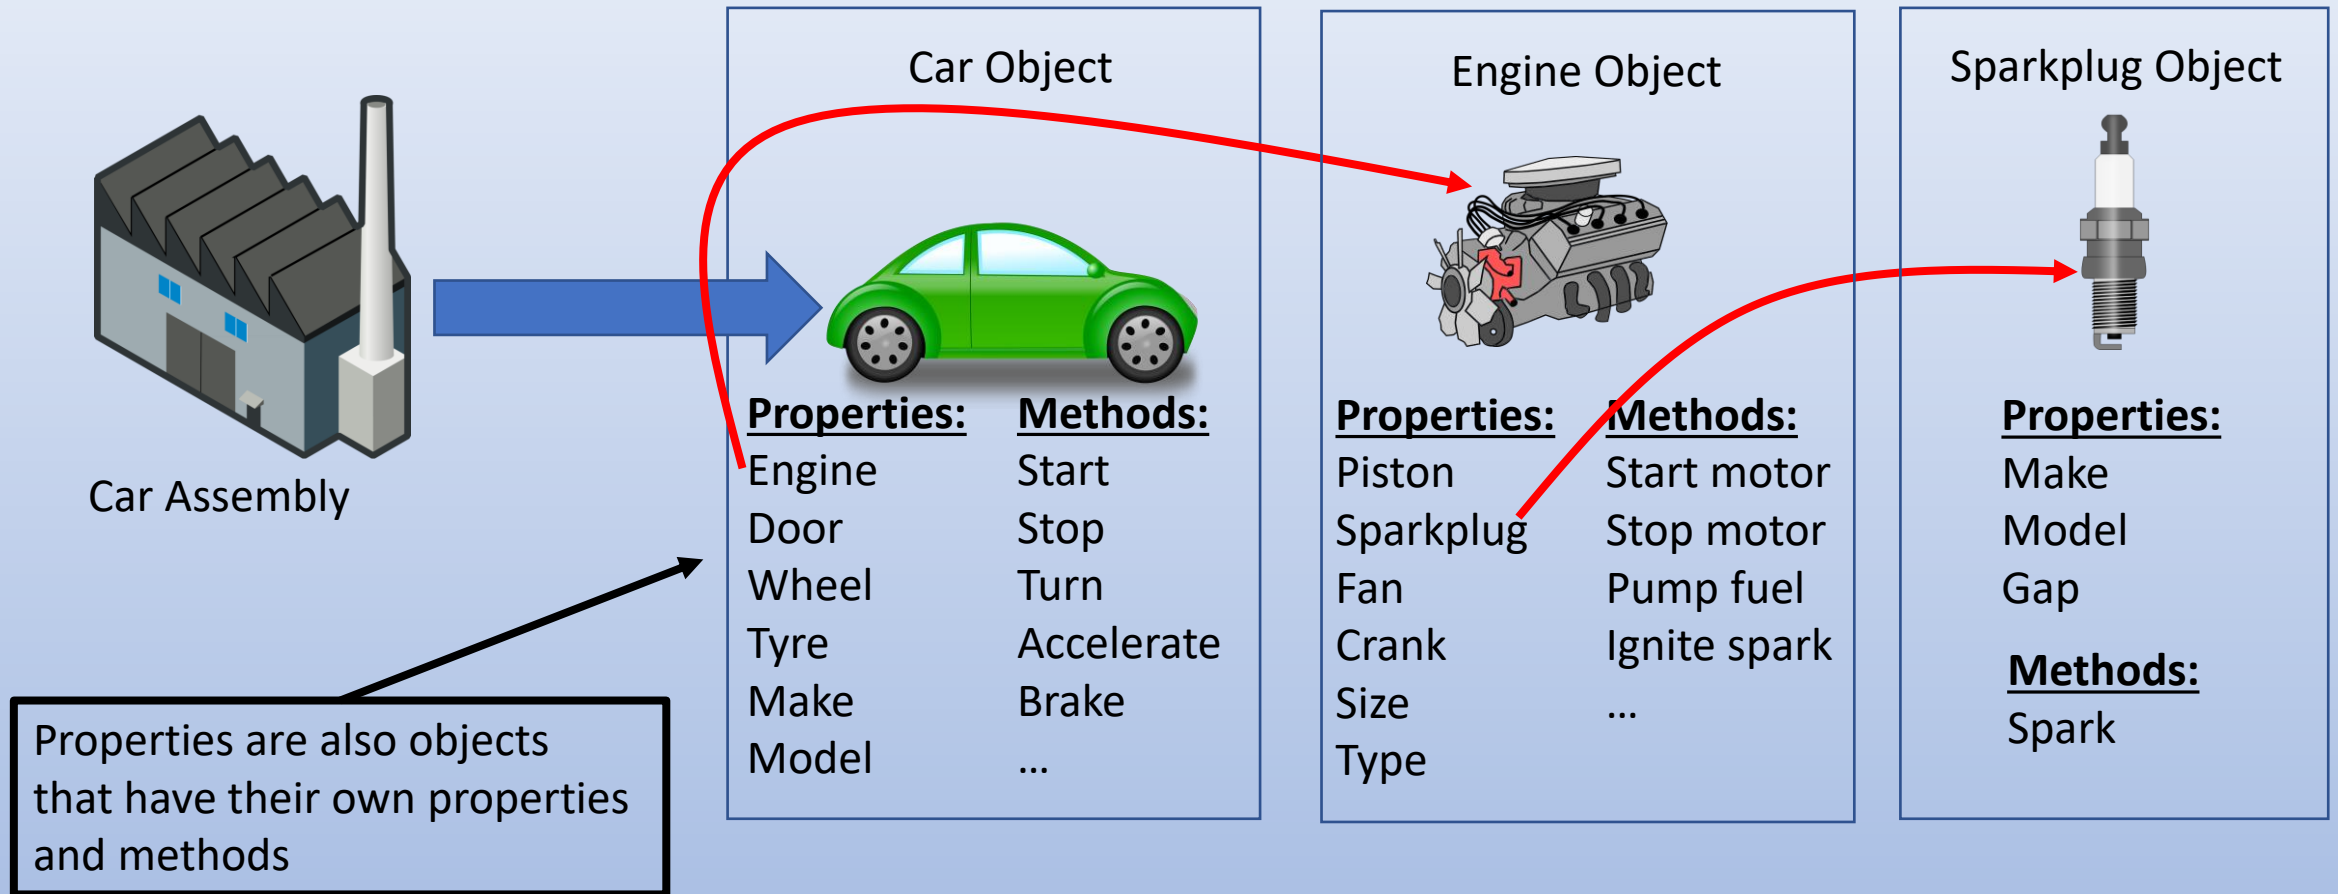 Car Assembly
Properties are also objects
that have their own properties
and methods
Car Object
Properties:
Engine
Door
Wheel
Tyre
Make
Model
Methods:
Start
Stop
Turn
Accelerate
Brake
…
Engine Object
Properties:
Piston
Sparkplug
Fan
Crank
Size
Type
Methods:
Start motor
Stop motor
Pump fuel
Ignite spark
…
Sparkplug Object
Properties:
Make
Model
Gap
Methods:
Spark